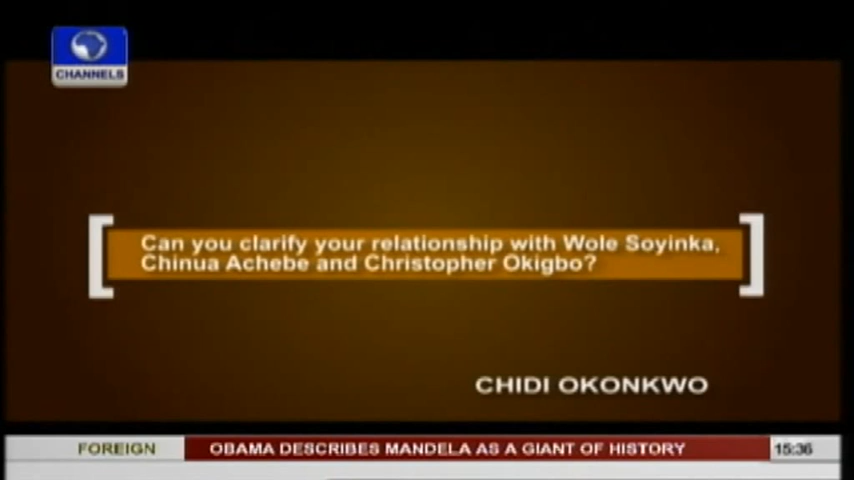 CHANNELS
Can you clarify your relationship with Wole Soyinka,
Chinua Achebe and Christopher Okigbo?
CHIDI OKONKWO
FOREIGN OBAMA DESCRIBES MANDELA AS A GIANT OF HISTORY 15:36